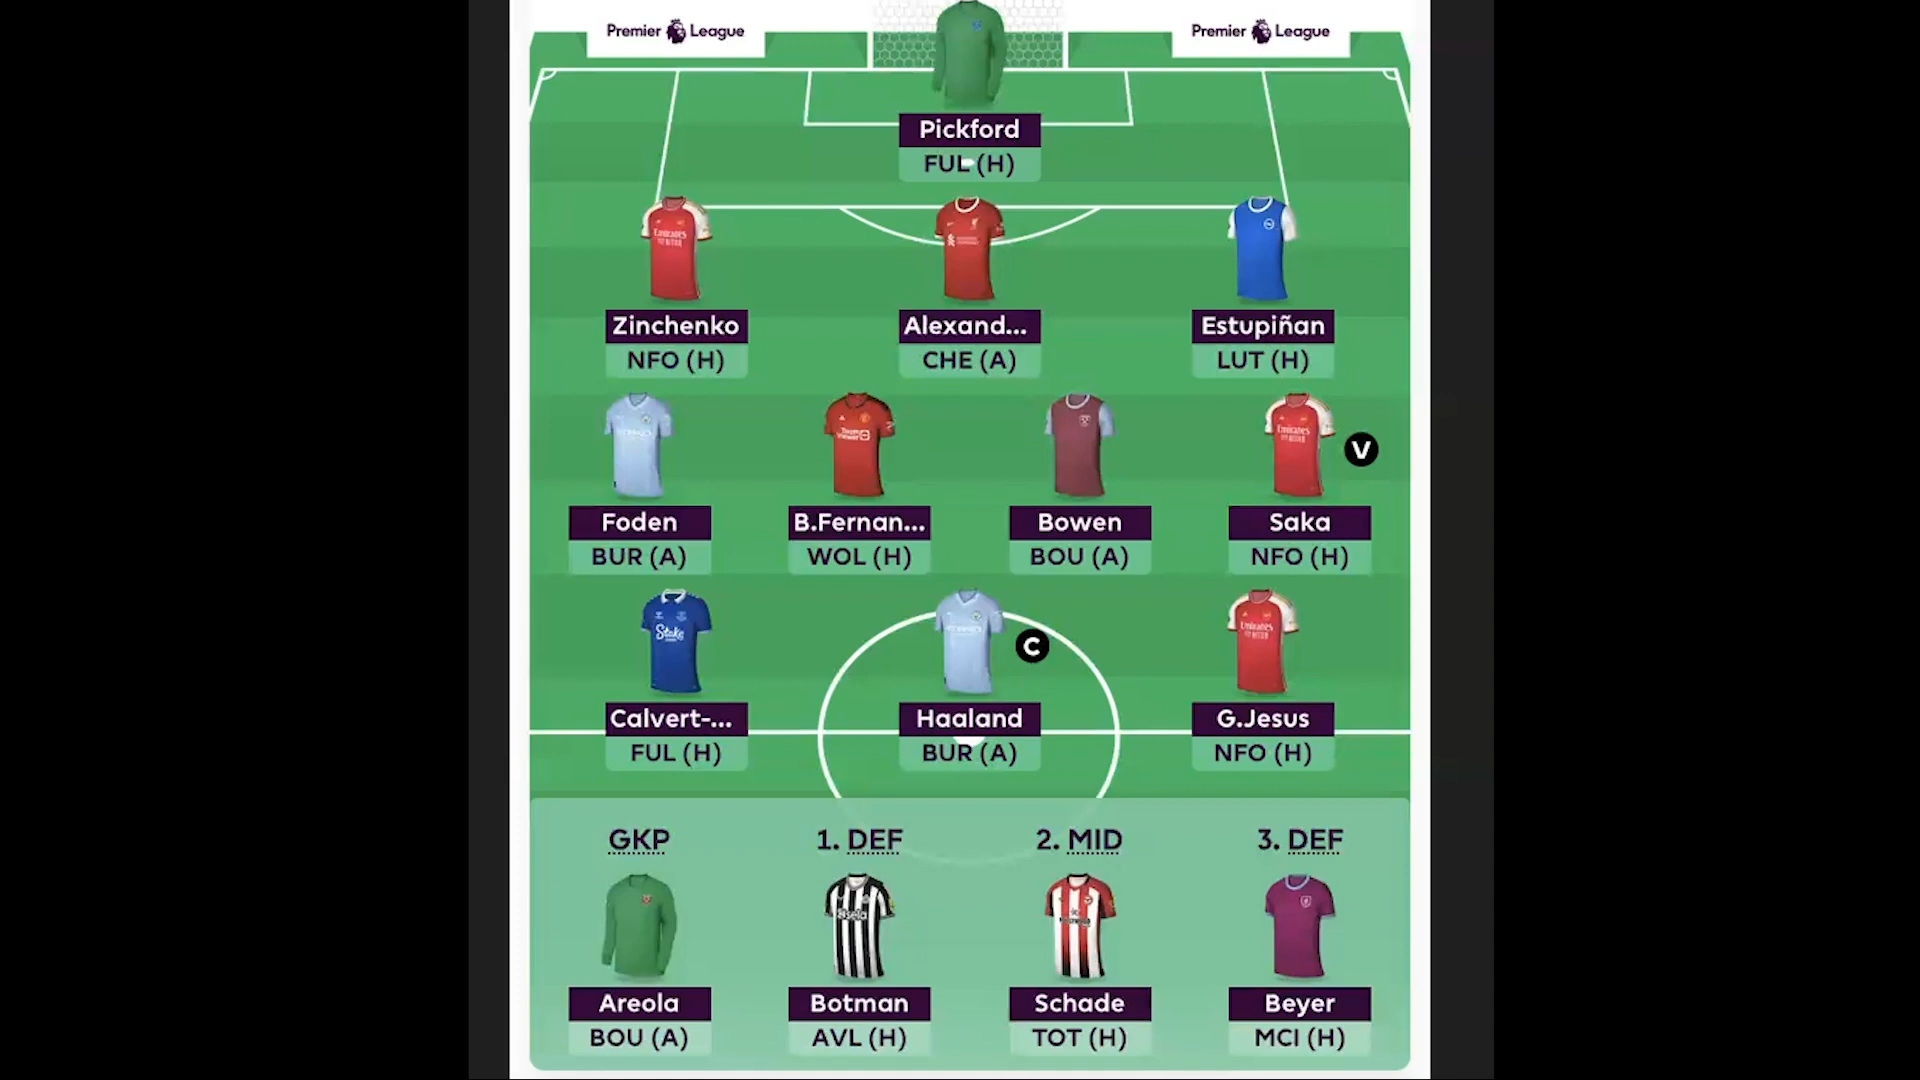 Premier League
Premier League
Pickford
FUL (H)
Zinchenko
NFO (H)
Alexand...
CHE (A)
Estupiñan
LUT (H)
Foden
BUR (A)
B.Fernan...
WOL (H)
Bowen
BOU (A)
V
Saka
NFO (H)
Stake
Calvert-...
FUL (H)
C
Haaland
BUR (A)
G.Jesus
NFO (H)
GKP
1. DEF
2. MID
3. DEF
Areola
BOU (A)
sela
Botman
AVL (H)
Schade
TOT (H)
Beyer
MCI (H)